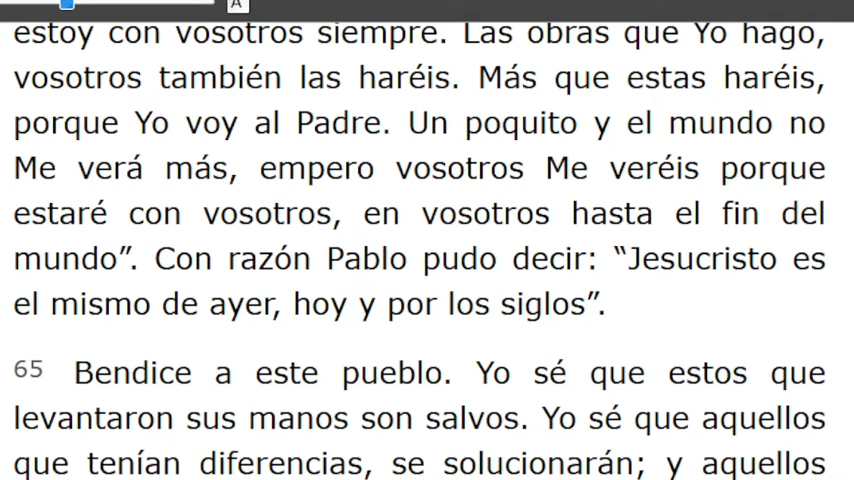 A
estoy con vosotros siempre. Las obras que Yo hago,
vosotros también las haréis. Más que estas haréis,
porque Yo voy al Padre. Un poquito y el mundo no
Me verá más, empero vosotros Me veréis porque
estaré con vosotros, en vosotros hasta el fin del
mundo”. Con razón Pablo pudo decir: “Jesucristo es
el mismo de ayer, hoy y por los siglos”.
65 Bendice a este pueblo. Yo sé que estos que
levantaron sus manos son salvos. Yo sé que aquellos
que tenían diferencias, se solucionarán; y aquellos